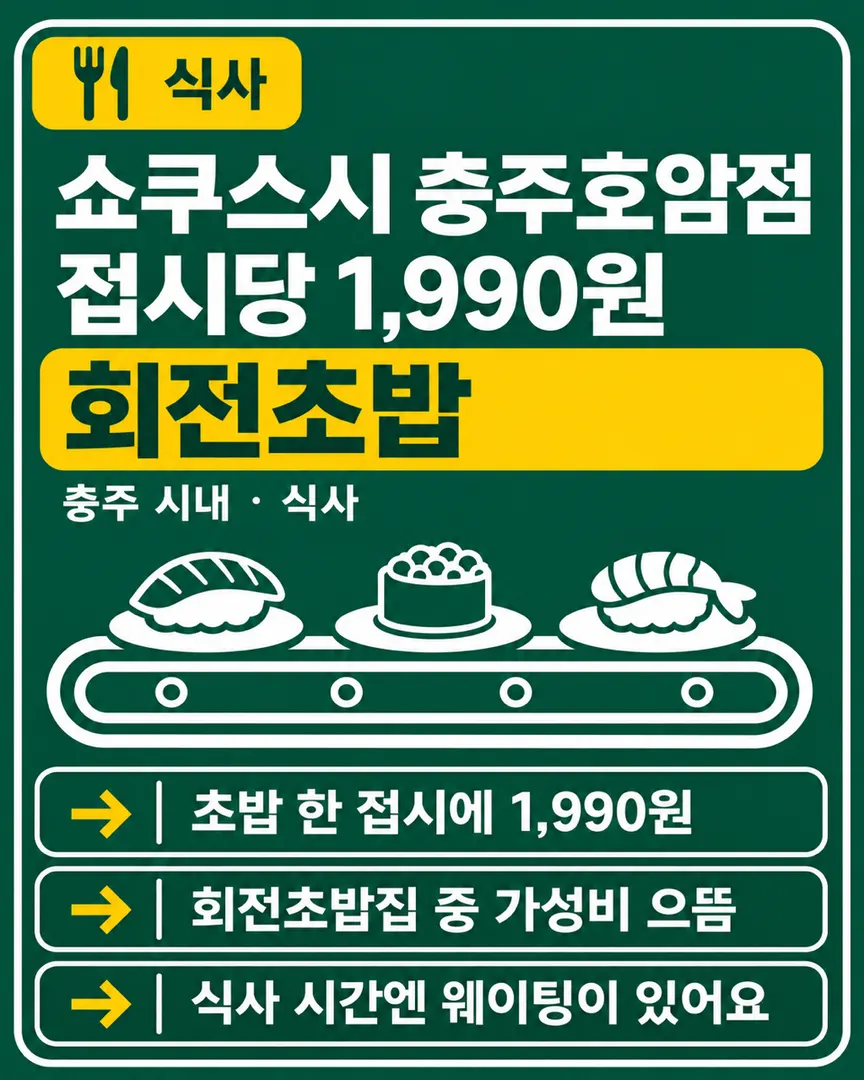 식사
쇼쿠스시 충주호암점
접시당 1,990원
회전초밥
충주 시내 · 식사
초밥 한 접시에 1,990원
회전초밥집 중 가성비 으뜸
식사 시간엔 웨이팅이 있어요